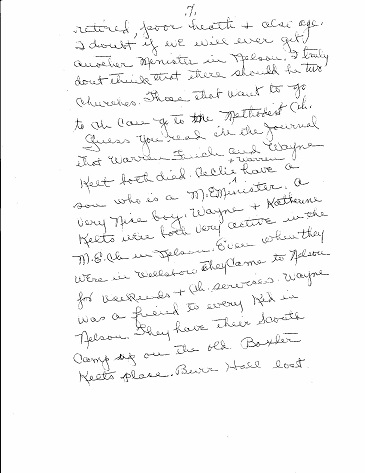 .7.
retired, poor health + also age.
I doubt if we will ever get
another Minister in Nelson. I truly
dont think that there should be two
Churches. Those that want to go
to Ch can go to the Methodist Ch.
Guess you read in the Journal
that Warren Finch and Wayne
Kelt both died. + Warren have a
son who is a M.E. Minister. A
very nice boy. Wayne + Katherine
Kelts were both very active in the
M.E. Ch in Nelson. Even when they
were in Wellsboro they came to Nelson
for weekends + Ch. services. Wayne
was a friend to every kid in
Nelson. They have their Scouts
Camp up on the old Baxter
Kelts place. Burr Hall lost